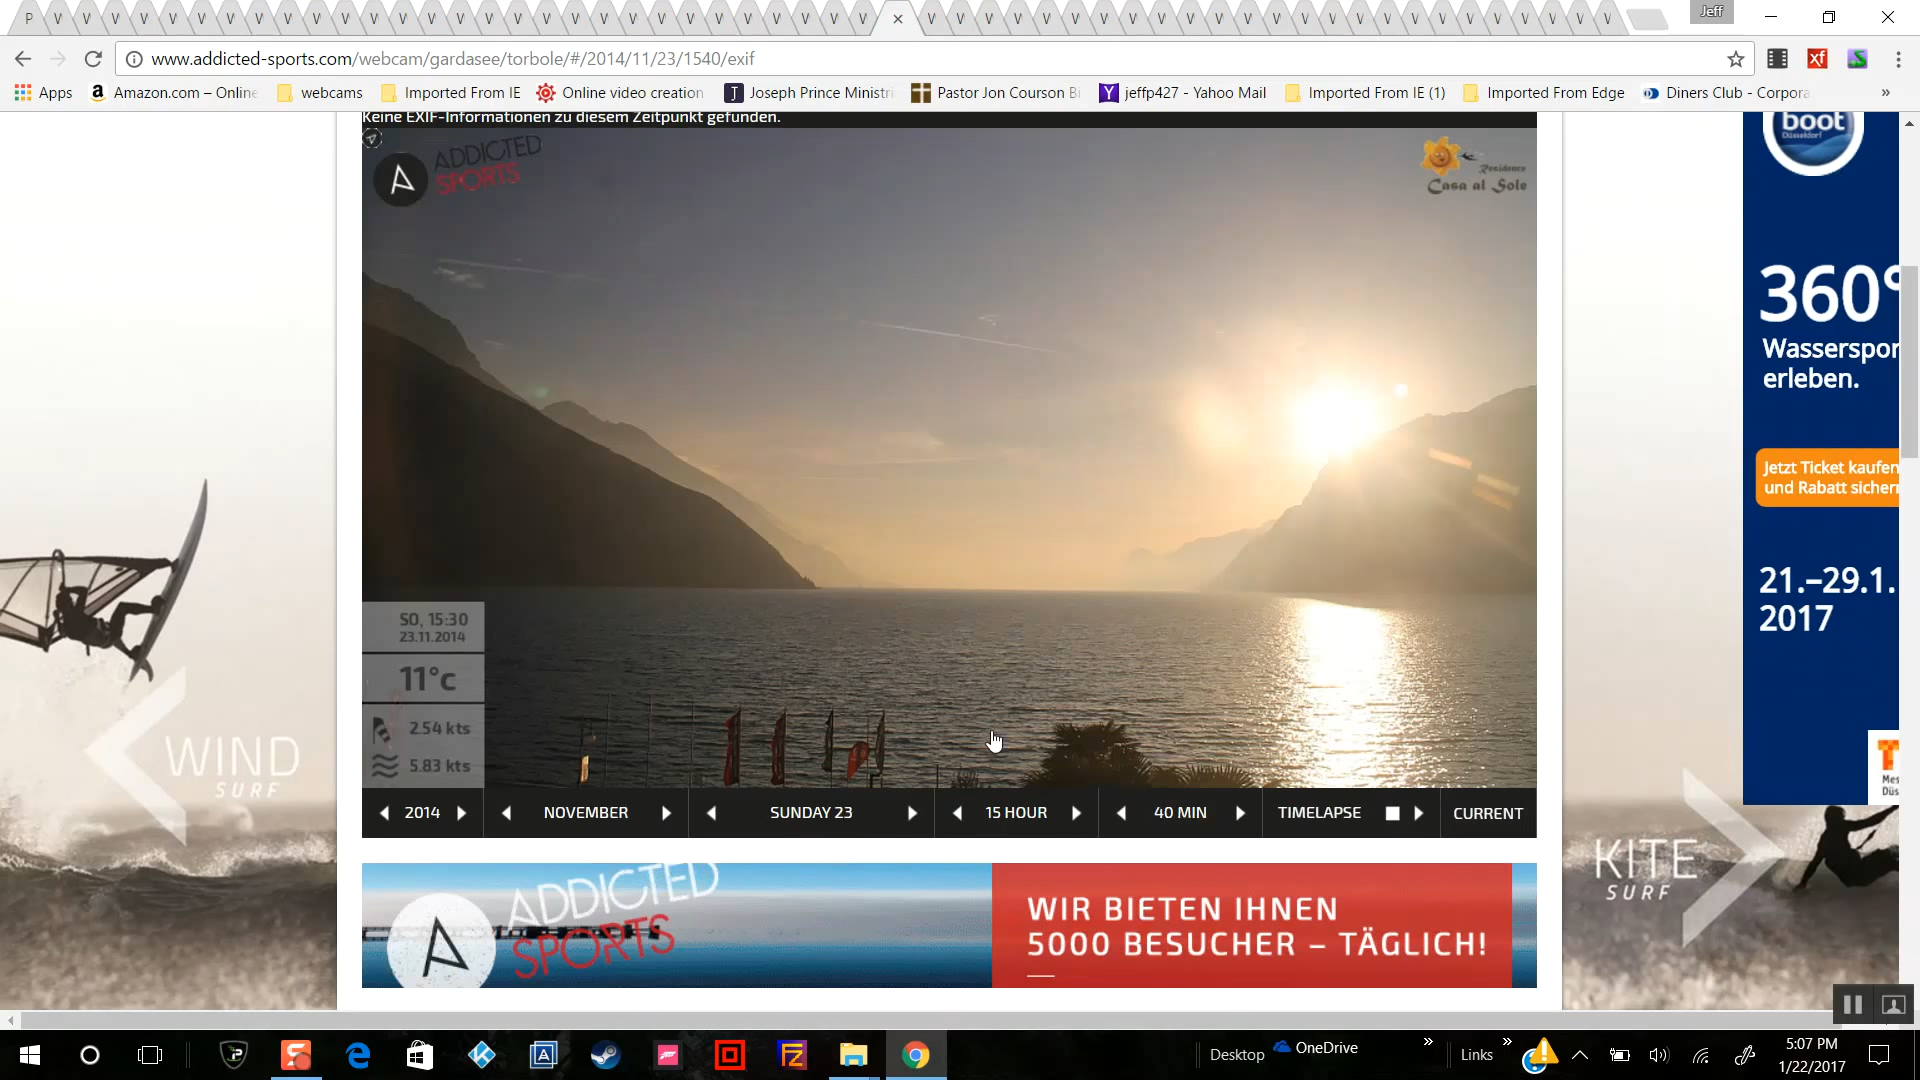 Jeff
www.addicted-sports.com/webcam/gardasee/torbole/#/2014/11/23/1540/exif
Apps
Amazon.com – Online
webcams
Imported From IE
Online video creation
Joseph Prince Ministri
Pastor Jon Courson Bi
jeffp427 - Yahoo Mail
Imported From IE (1)
Imported From Edge
Diners Club - Corpora
Keine EXIF-Informationen zu diesem Zeitpunkt gefunden.
ADDICTED
SPORTS
Residence
Casa al Sole
boot
Düsseldorf
360°
Wasserspor
erleben.
Jetzt Ticket kaufen
und Rabatt sichern
21.–29.1.
2017
Mes
Düs
SO, 15:30
23.11.2014
11°c
2.54 kts
5.83 kts
WIND
SURF
KITE
SURF
2014
NOVEMBER
SUNDAY 23
15 HOUR
40 MIN
TIMELAPSE
CURRENT
ADDICTED
SPORTS
WIR BIETEN IHNEN
5000 BESUCHER – TÄGLICH!
Desktop
OneDrive
Links
5:07 PM
1/22/2017